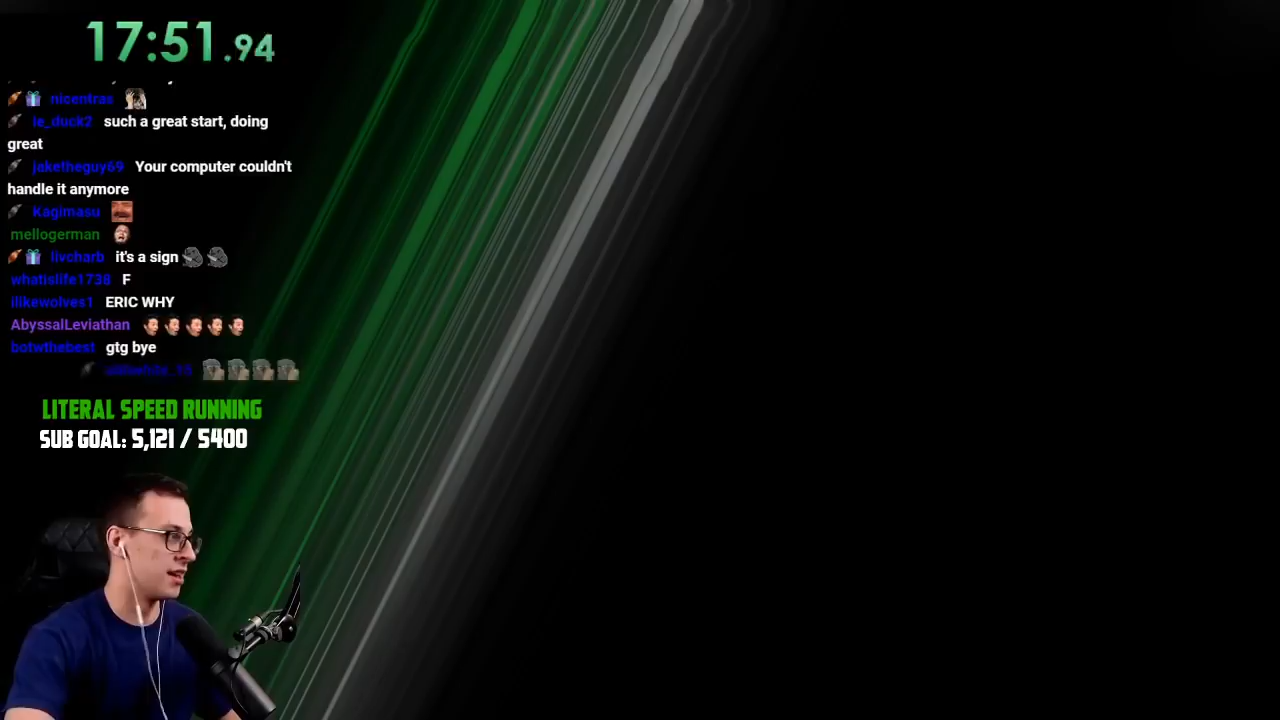 17:51.94
nicentras
le_duck2 such a great start, doing
great
jaketheguy69 Your computer couldn't
handle it anymore
Kagimasu
mellogerman
livcharb it's a sign
whatislife1738 F
ilikewolves1 ERIC WHY
AbyssalLeviathan
botwthebest gtg bye
LITERAL SPEED RUNNING
SUB GOAL: 5,121 / 5400